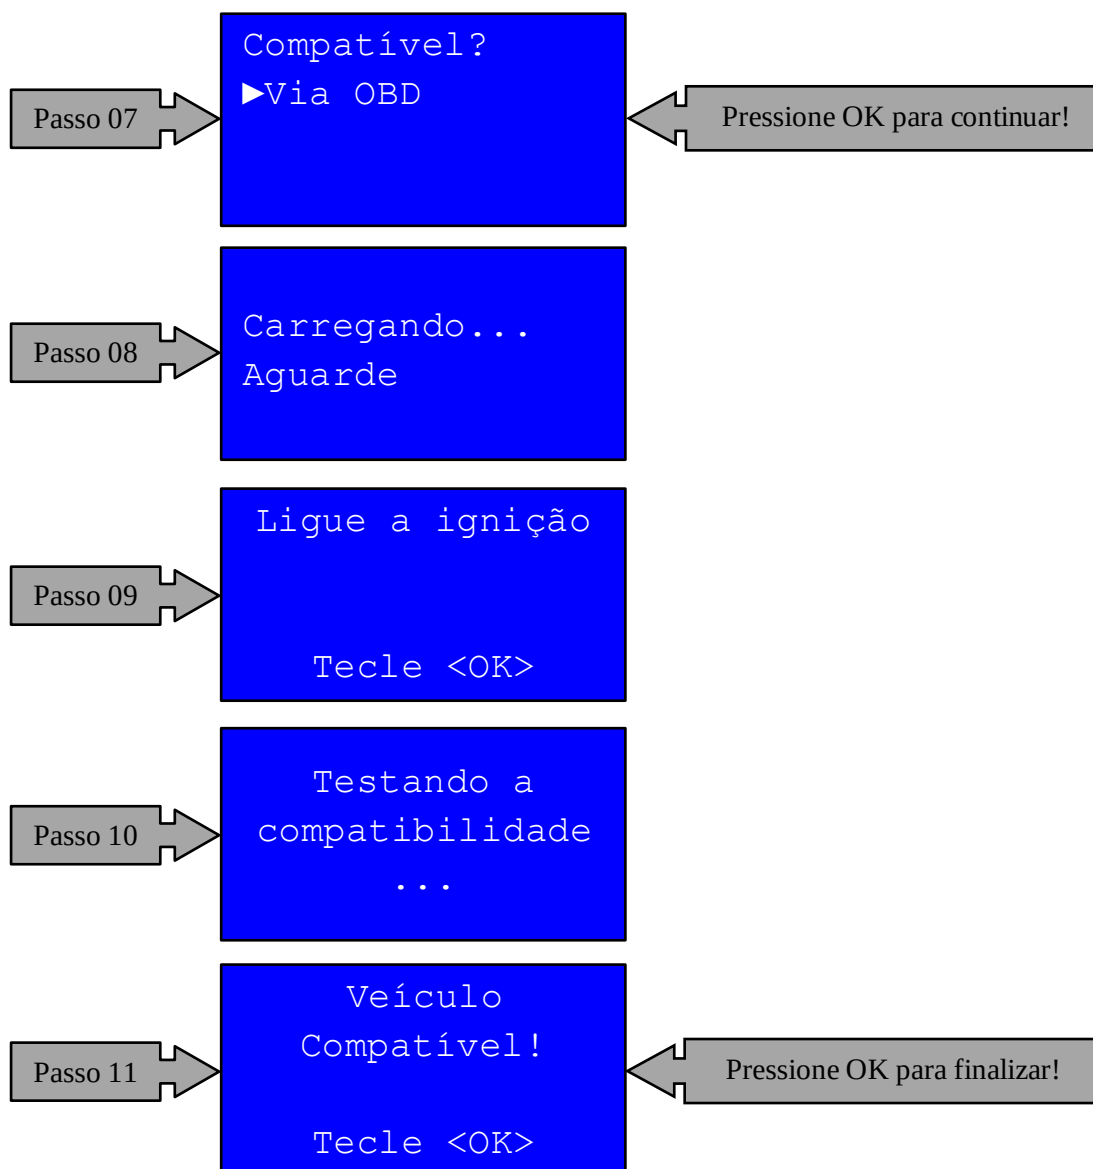 Compatível?
Passo 07
►Via OBD
Pressione OK para continuar!
Carregando...
Passo 08
Aguarde
Ligue a ignição
Passo 09
Tecle <OK>
Testando a
Passo 10
compatibilidade
...
Veículo
Compatível!
Passo 11
Pressione OK para finalizar!
Tecle <OK>